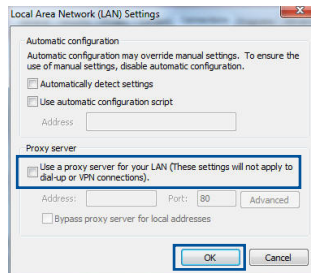 Local Area Network (LAN) Settings
Automatic configuration
Automatic configuration may override manual settings. To ensure the
use of manual settings, disable automatic configuration.
Automatically detect settings
Use automatic configuration script
Address
Proxy server
Use a proxy server for your LAN (These settings will not apply to
dial-up or VPN connections).
Address: Port: 80 Advanced
Bypass proxy server for local addresses
OK Cancel